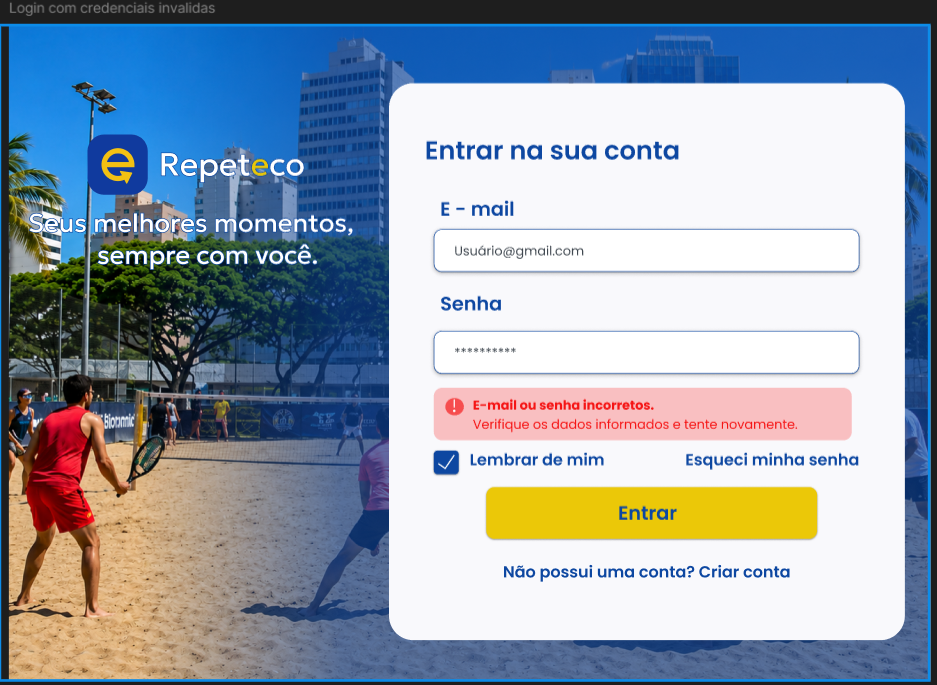 Login com credenciais invalidas
Repeteco
Seus melhores momentos,
sempre com você.
Entrar na sua conta
E - mail
Usuário@gmail.com
Senha
**********
E-mail ou senha incorretos.
Verifique os dados informados e tente novamente.
Lembrar de mim
Esqueci minha senha
Entrar
Não possui uma conta? Criar conta